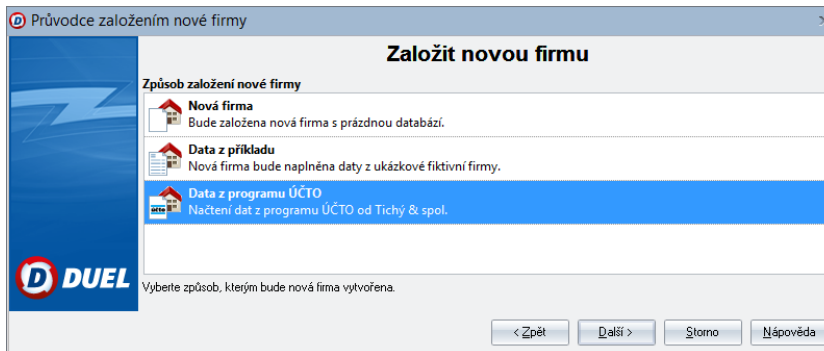 Průvodce založením nové firmy
Založit novou firmu
Způsob založení nové firmy
Nová firma
Bude založena nová firma s prázdnou databází.
Data z příkladu
Nová firma bude naplněna daty z ukázkové fiktivní firmy.
Data z programu ÚČTO
účto
Načtení dat z programu ÚČTO od Tichý & spol.
DUEL
Vyberte způsob, kterým bude nová firma vytvořena.
< Zpět
Další >
Storno
Nápověda